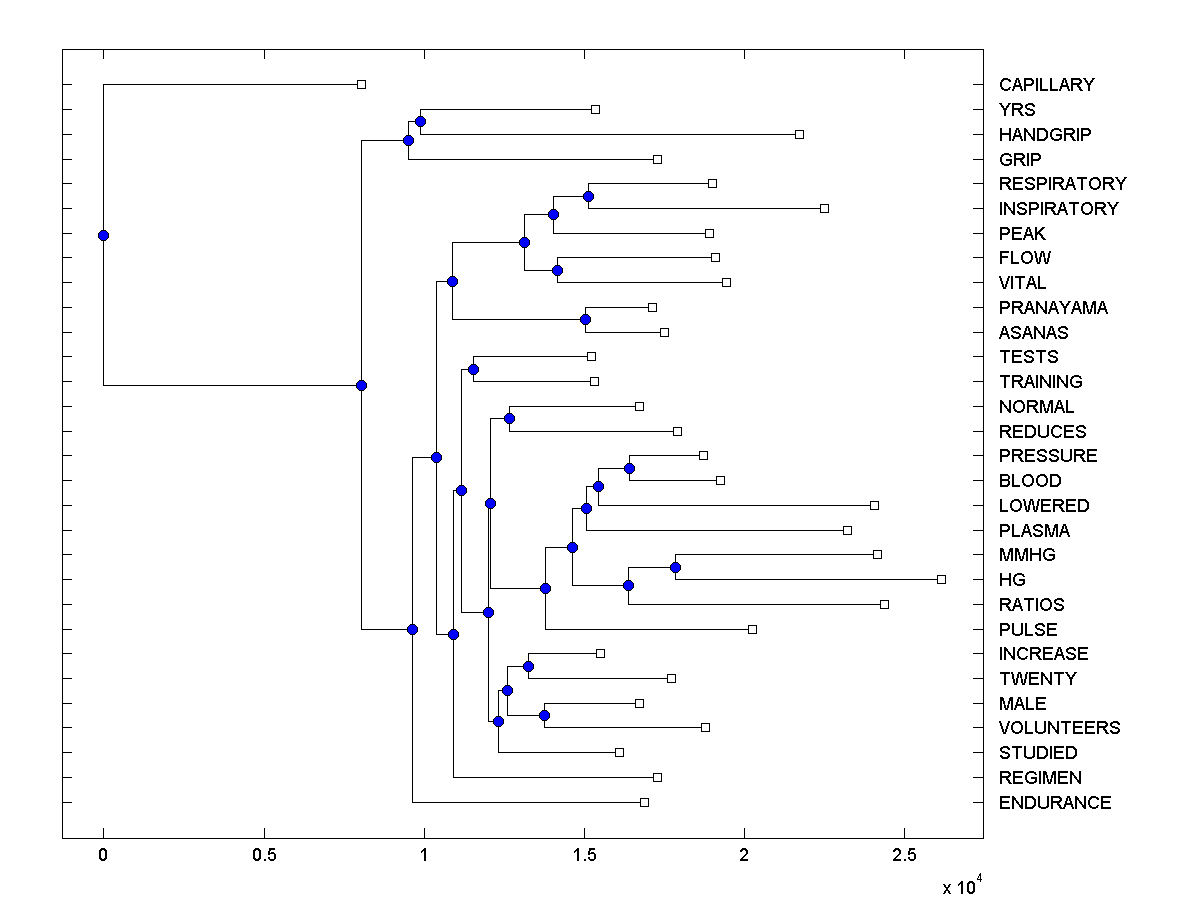 CAPILLARY
YRS
HANDGRIP
GRIP
RESPIRATORY
INSPIRATORY
PEAK
FLOW
VITAL
PRANAYAMA
ASANAS
TESTS
TRAINING
NORMAL
REDUCES
PRESSURE
BLOOD
LOWERED
PLASMA
MMHG
HG
RATIOS
PULSE
INCREASE
TWENTY
MALE
VOLUNTEERS
STUDIED
REGIMEN
ENDURANCE
0 0.5 1 1.5 2 2.5
x 10^4